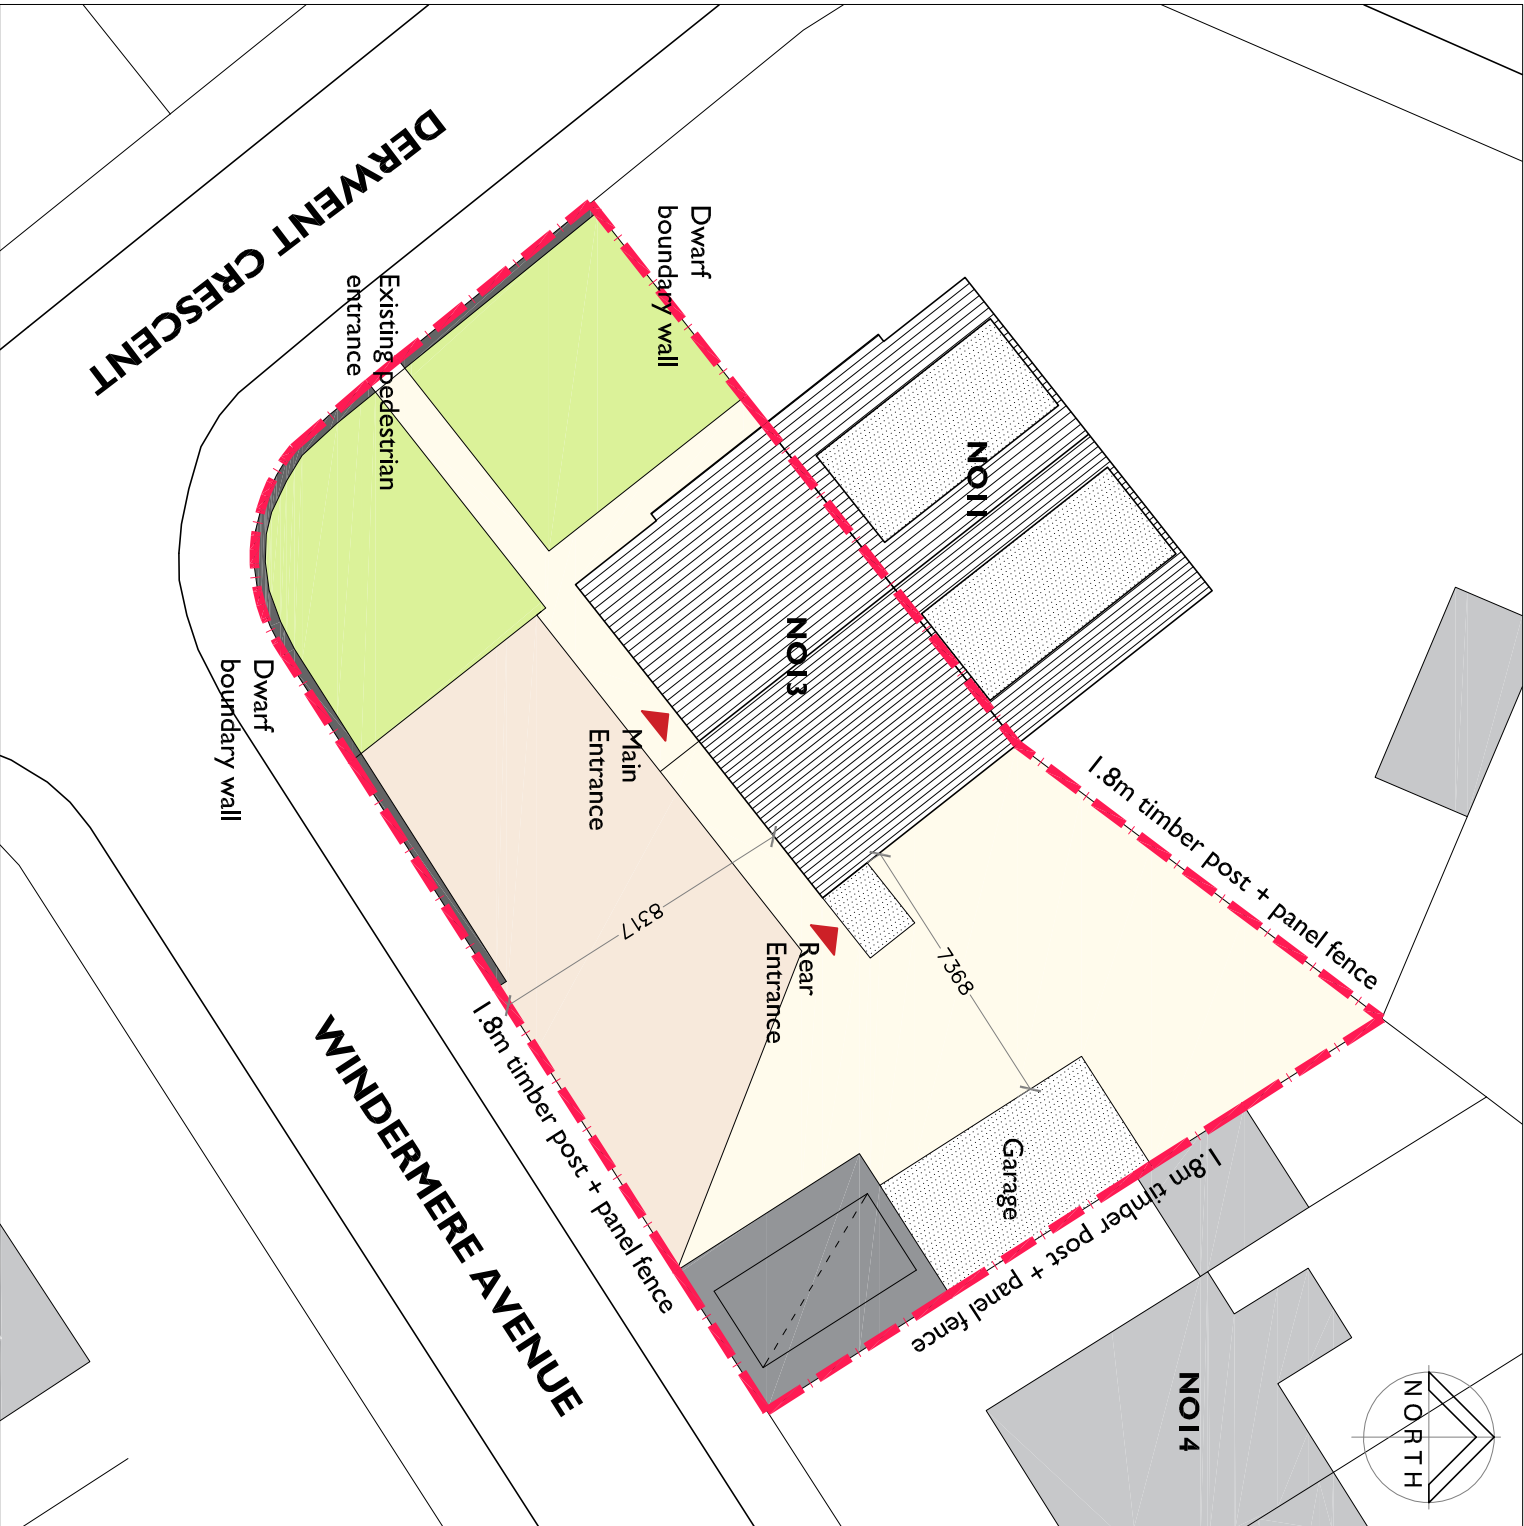 DERWENT CRESCENT
Dwarf
boundary wall
Existing pedestrian
entrance
NO11
NO13
Dwarf
boundary wall
Main
Entrance
1.8m timber post + panel fence
8317
Rear
Entrance
7368
1.8m timber post + panel fence
WINDERMERE AVENUE
Garage
1.8m timber post + panel fence
NO14
NORTH